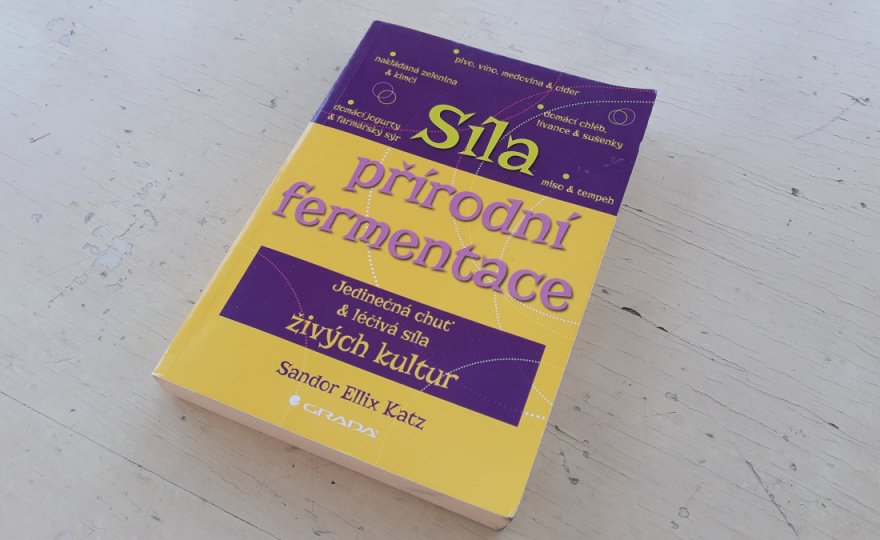 pivo, víno, medovina & cider
nakládaná zelenina
& kimči
domácí chléb,
lívance & sušenky
domácí jogurty
& farmářský sýr
miso & tempeh
Síla
přírodní
fermentace
Jedinečná chuť
& léčivá síla
živých kultur
Sandor Ellix Katz
GRADA